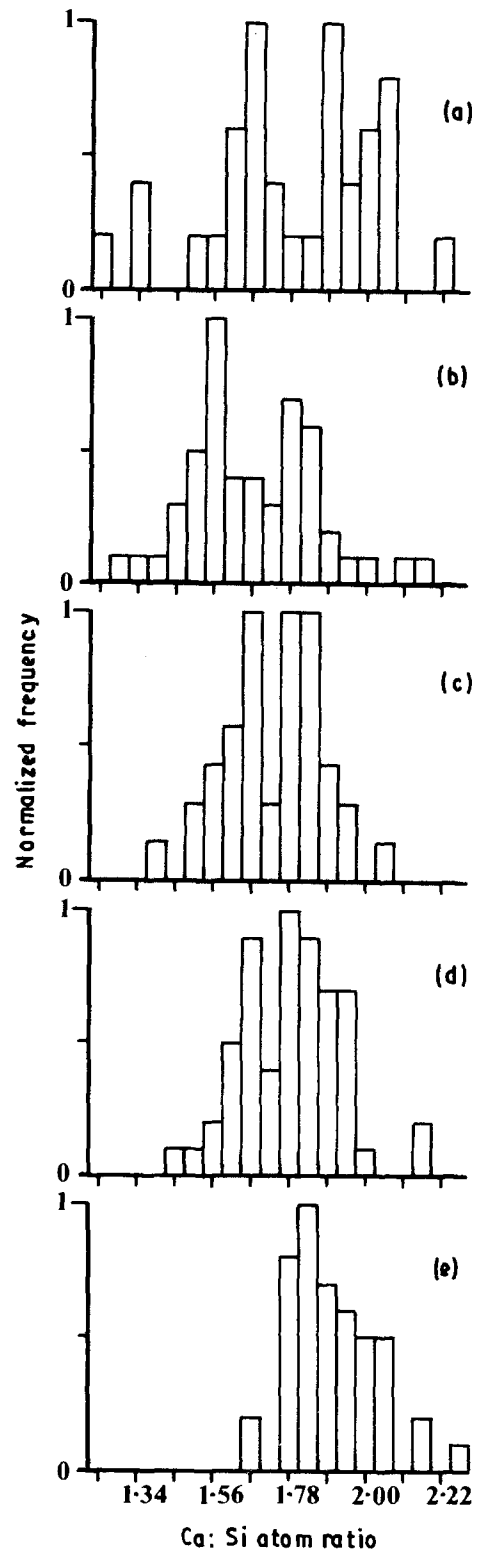 1
(a)
0
1
(b)
0
1
(c)
0
1
(d)
0
1
(e)
0
Normalized frequency
1·34 1·56 1·78 2·00 2·22
Ca: Si atom ratio